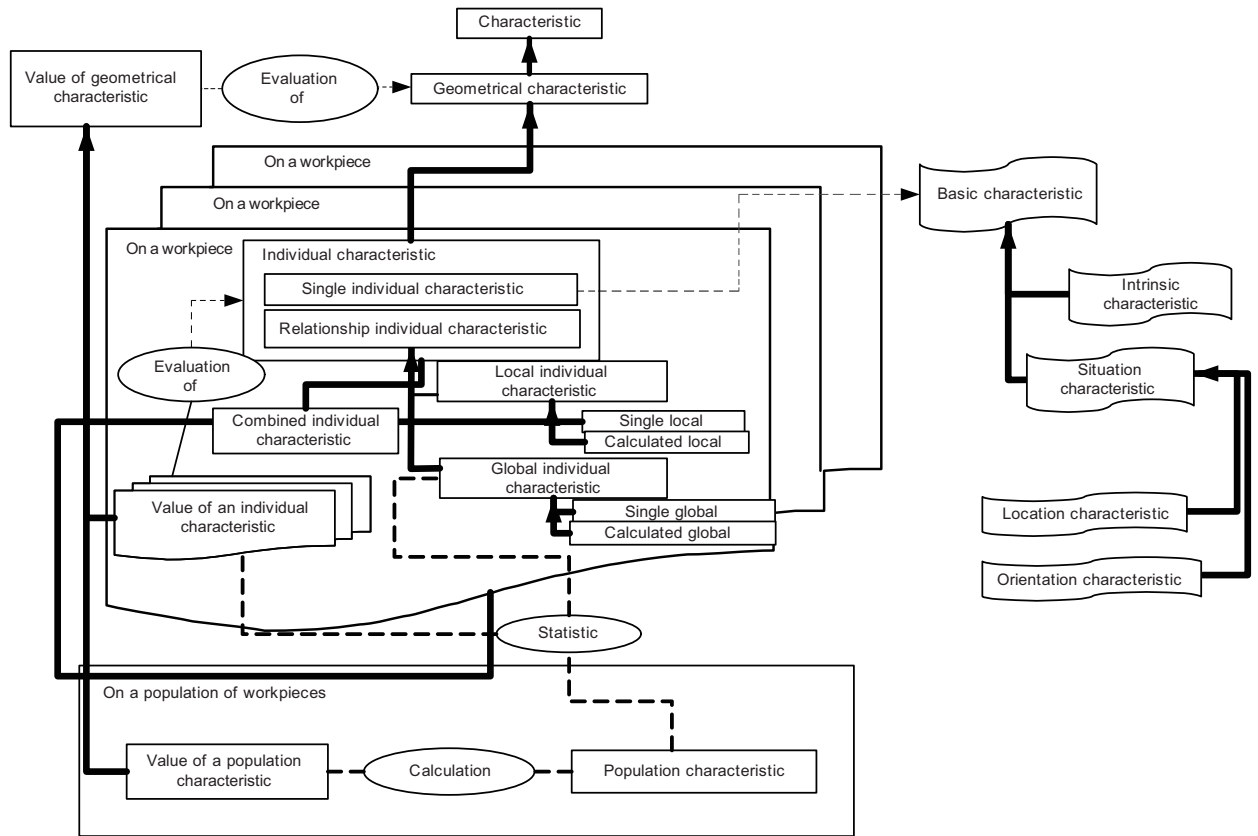 Characteristic
Value of geometrical
characteristic
Evaluation
of
Geometrical characteristic
On a workpiece
On a workpiece
On a workpiece
Basic characteristic
Individual characteristic
Single individual characteristic
Relationship individual characteristic
Intrinsic
characteristic
Evaluation
of
Local individual
characteristic
Situation
characteristic
Combined individual
characteristic
Single local
Calculated local
Global individual
characteristic
Value of an individual
characteristic
Single global
Calculated global
Location characteristic
Orientation characteristic
Statistic
On a population of workpieces
Value of a population
characteristic
Calculation
Population characteristic